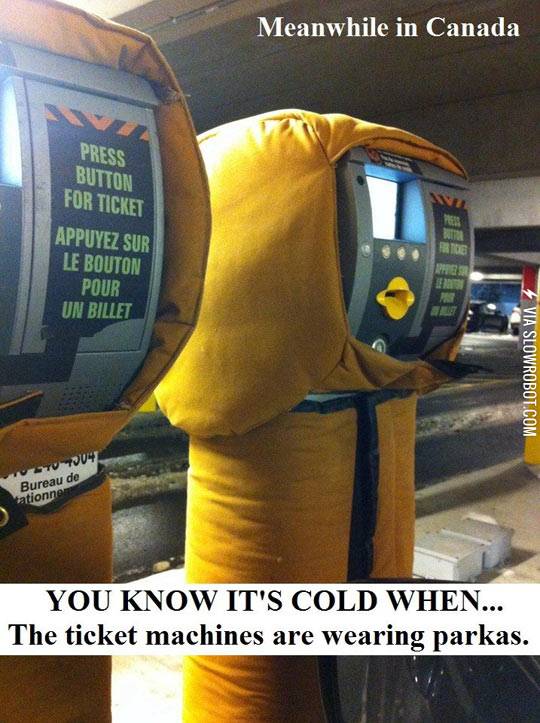 Meanwhile in Canada
PRESS
BUTTON
FOR TICKET
APPUYEZ SUR
LE BOUTON
POUR
UN BILLET
PRESS
BUTTON
FOR TICKET
APPUYEZ SUR
LE BOUTON
POUR
UN BILLET
Bureau de
VIA SLOWROBOT.COM
YOU KNOW IT'S COLD WHEN...
The ticket machines are wearing parkas.